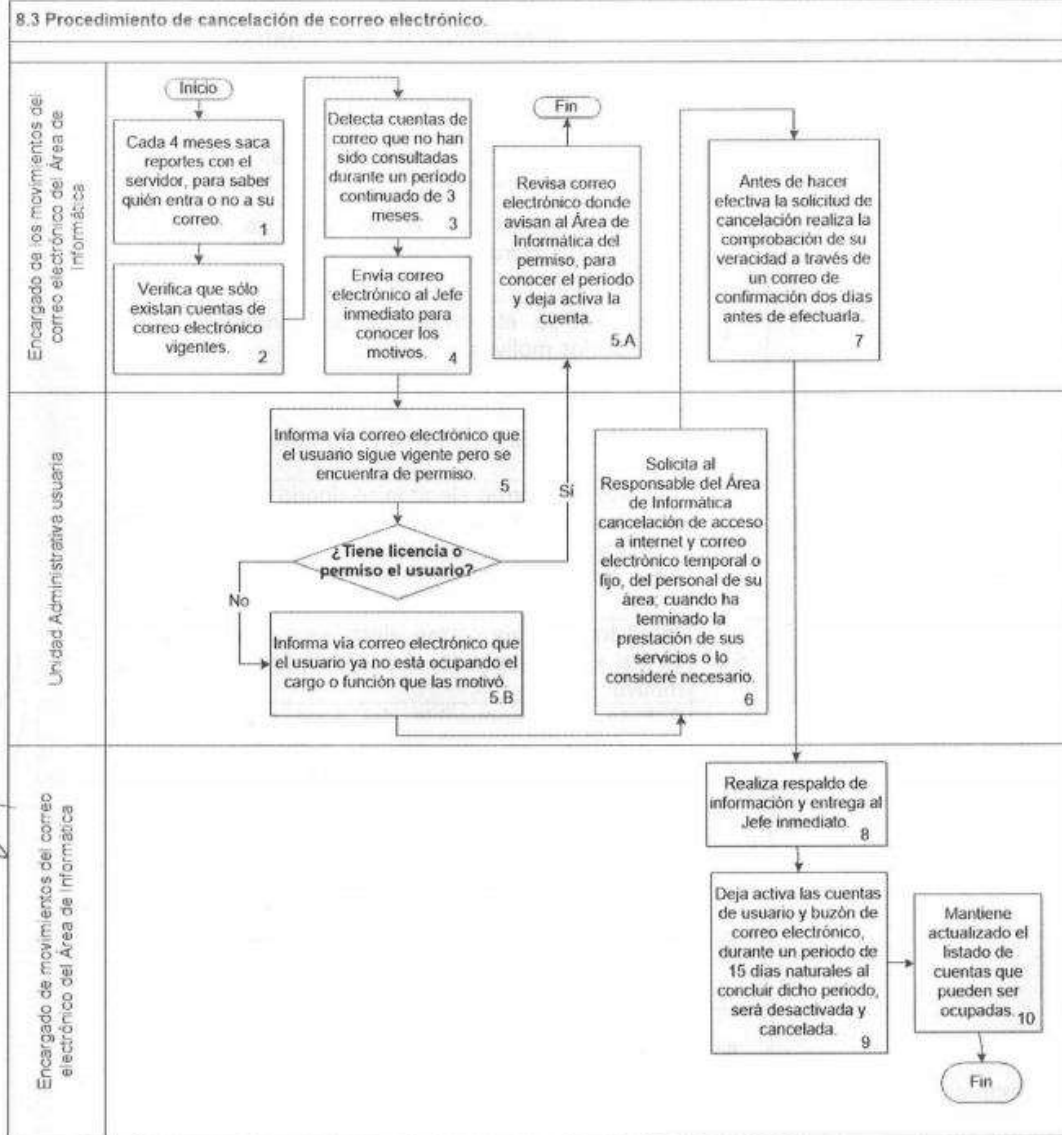 8.3 Procedimiento de cancelación de correo electrónico.
Encargado de los movimientos del
correo electrónico del Área de
Informática
Inicio
Cada 4 meses saca
reportes con el
servidor, para saber
quién entra o no a su
correo.
1
Verifica que sólo
existan cuentas de
correo electrónico
vigentes.
2
Detecta cuentas de
correo que no han
sido consultadas
durante un período
continuado de 3
meses.
3
Envía correo
electrónico al Jefe
inmediato para
conocer los
motivos.
4
Fin
Revisa correo
electrónico donde
avisan al Área de
Informática del
permiso, para
conocer el periodo
y deja activa la
cuenta.
5.A
Antes de hacer
efectiva la solicitud de
cancelación realiza la
comprobación de su
veracidad a través de
un correo de
confirmación dos días
antes de efectuarla.
7
Unidad Administrativa usuaria
Informa vía correo electrónico que
el usuario sigue vigente pero se
encuentra de permiso.
5
¿Tiene licencia o
permiso el usuario?
Sí
No
Informa vía correo electrónico que
el usuario ya no está ocupando el
cargo o función que las motivó.
5.B
Solicita al
Responsable del Área
de Informática
cancelación de acceso
a internet y correo
electrónico temporal o
fijo, del personal de su
área; cuando ha
terminado la
prestación de sus
servicios o lo
consideré necesario.
6
Encargado de movimientos del correo
electrónico del Área de Informática
Realiza respaldo de
información y entrega al
Jefe inmediato.
8
Deja activa las cuentas
de usuario y buzón de
correo electrónico,
durante un periodo de
15 días naturales al
concluir dicho periodo,
será desactivada y
cancelada.
9
Mantiene
actualizado el
listado de
cuentas que
pueden ser
ocupadas.
10
Fin